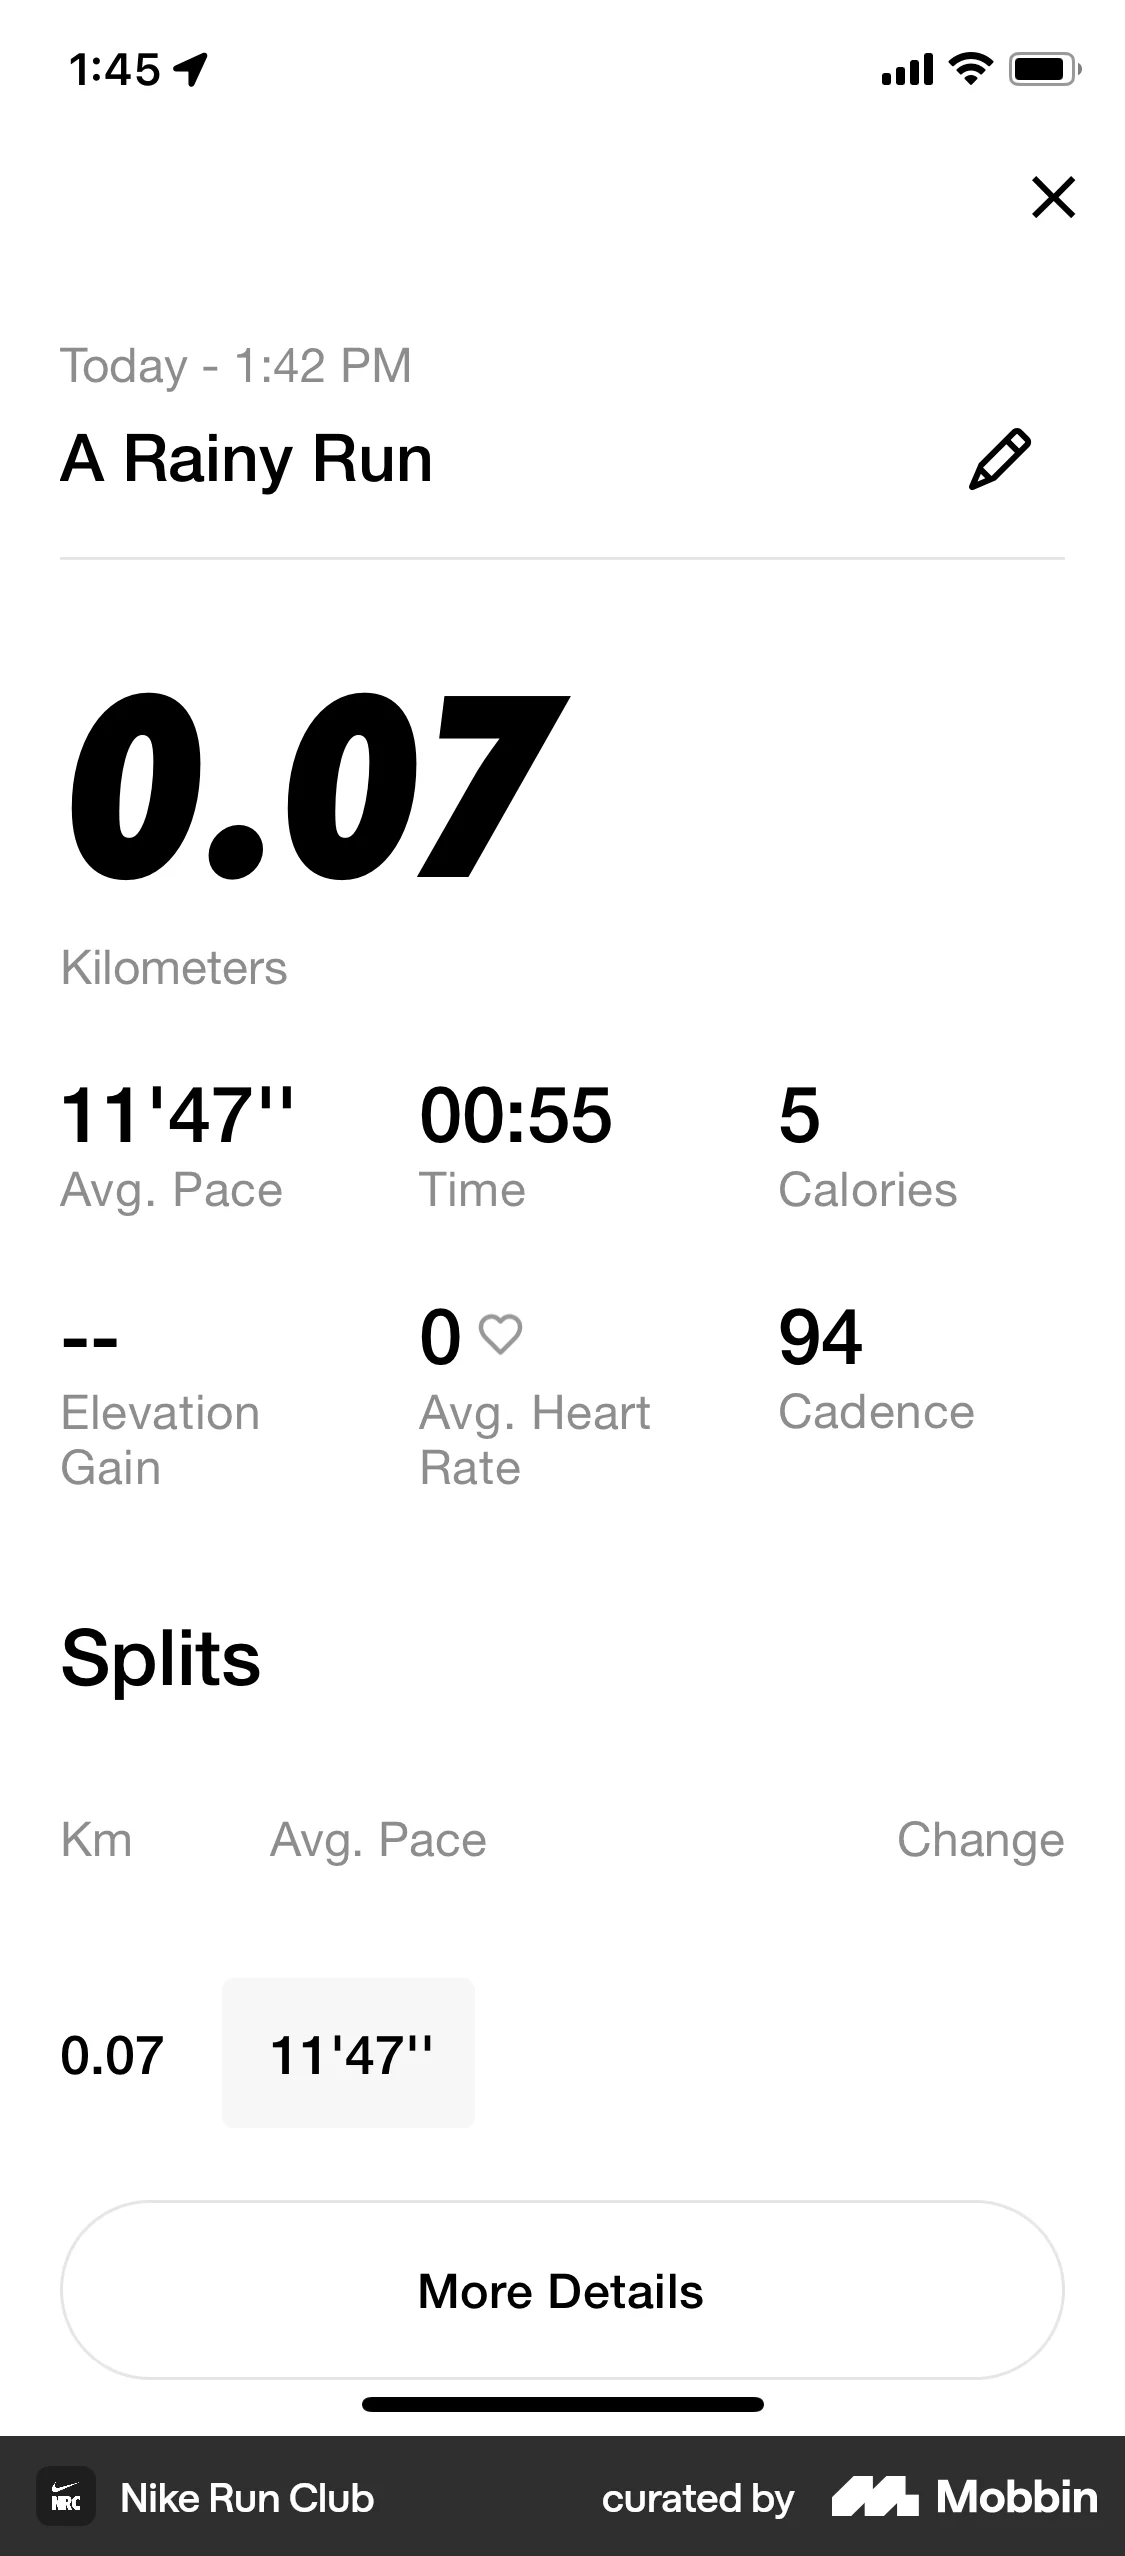 1:45
Today - 1:42 PM
A Rainy Run
0.07
Kilometers
11'47''
00:55
5
Avg. Pace
Time
Calories
--
0
94
Elevation
Gain
Avg. Heart
Rate
Cadence
Splits
Km
Avg. Pace
Change
0.07
11'47''
More Details
NRC
Nike Run Club
curated by
Mobbin